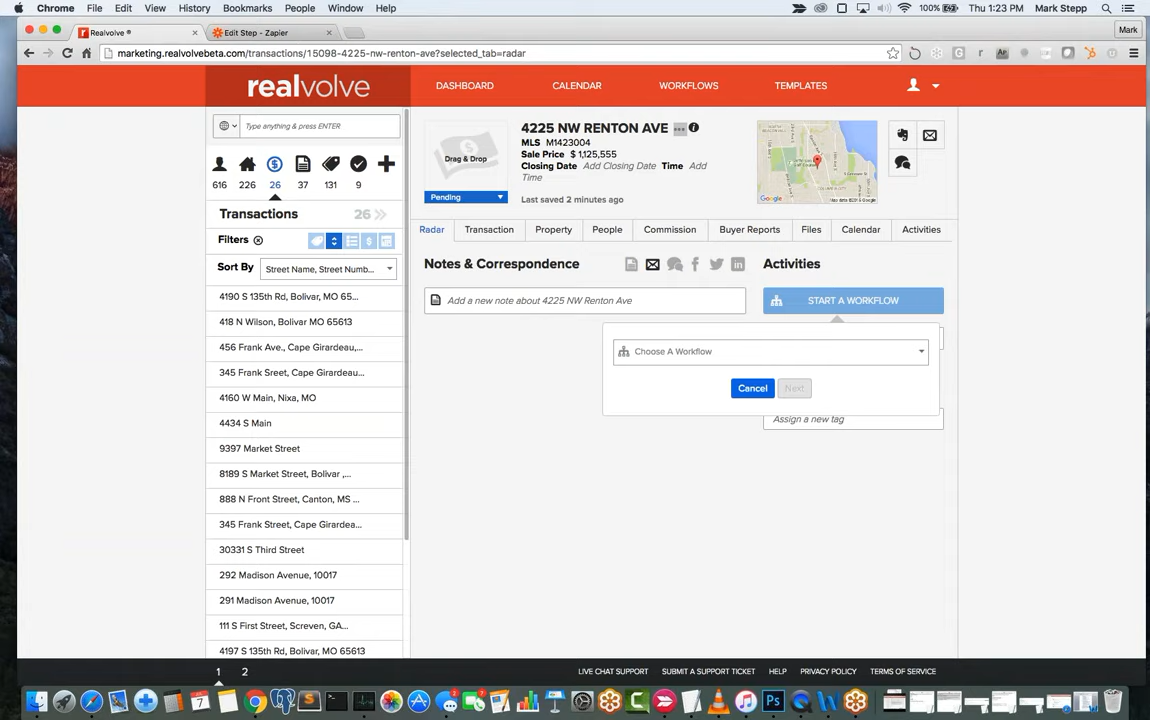 Chrome File Edit View History Bookmarks People Window Help 100% Thu 1:23 PM Mark Stepp
Realvolve ® Edit Step - Zapier Mark
marketing.realvolvebeta.com/transactions/15098-4225-nw-renton-ave?selected_tab=radar
realvolve DASHBOARD CALENDAR WORKFLOWS TEMPLATES
Type anything & press ENTER
616 226 26 37 131 9
Transactions 26
Filters
Sort By Street Name, Street Numb...
4190 S 135th Rd, Bolivar, MO 65...
418 N Wilson, Bolivar MO 65613
456 Frank Ave., Cape Girardeau,...
345 Frank Sreet, Cape Girardeau...
4160 W Main, Nixa, MO
4434 S Main
9397 Market Street
8189 S Market Street, Bolivar ,...
888 N Front Street, Canton, MS ...
345 Frank Street, Cape Girardea...
30331 S Third Street
292 Madison Avenue, 10017
291 Madison Avenue, 10017
111 S First Street, Screven, GA...
4197 S 135th Rd, Bolivar, MO 65613
1 2
Drag & Drop
Pending
4225 NW RENTON AVE
MLS M1423004
Sale Price $ 1,125,555
Closing Date Add Closing Date Time Add
Time
Last saved 2 minutes ago
Google
Radar Transaction Property People Commission Buyer Reports Files Calendar Activities
Notes & Correspondence
Add a new note about 4225 NW Renton Ave
Activities
START A WORKFLOW
Choose A Workflow
Cancel Next
Assign a new tag
LIVE CHAT SUPPORT SUBMIT A SUPPORT TICKET HELP PRIVACY POLICY TERMS OF SERVICE